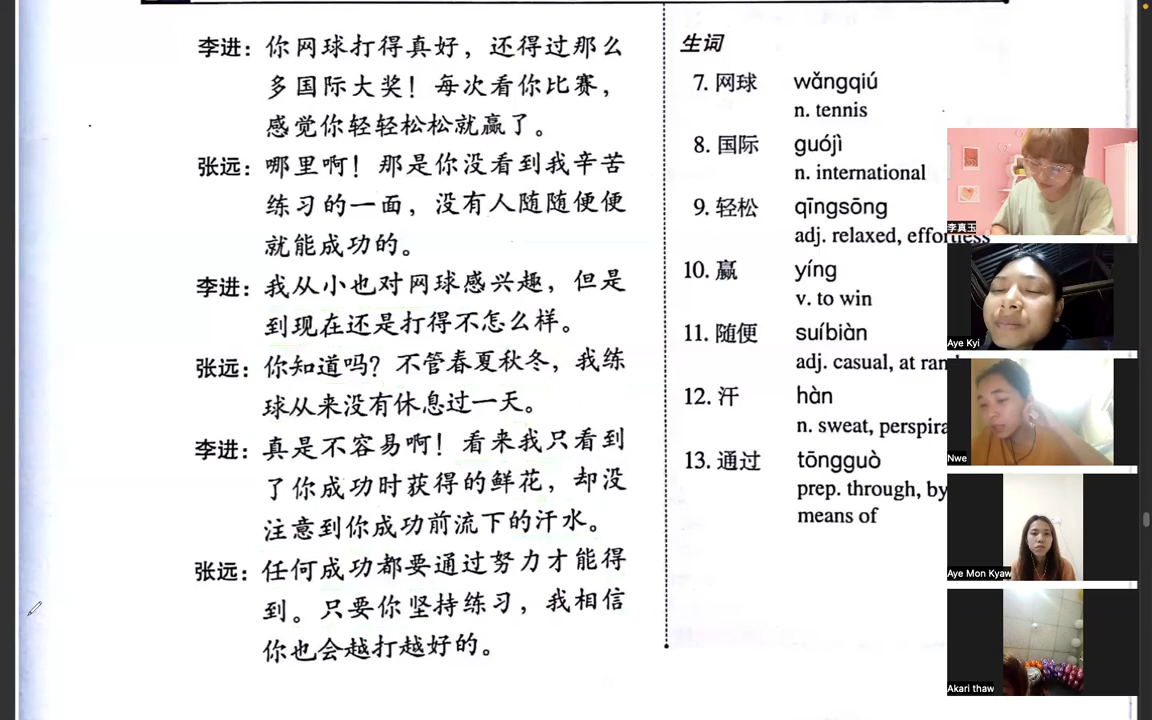 李进：你网球打得真好，还得过那么
多国际大奖！每次看你比赛，
感觉你轻轻松松就赢了。
张远：哪里啊！那是你没看到我辛苦
练习的一面，没有人随随便便
就能成功的。
李进：我从小也对网球感兴趣，但是
到现在还是打得不怎么样。
张远：你知道吗？不管春夏秋冬，我练
球从来没有休息过一天。
李进：真是不容易啊！看来我只看到
了你成功时获得的鲜花，却没
注意到你成功前流下的汗水。
张远：任何成功都要通过努力才能得
到。只要你坚持练习，我相信
你也会越打越好的。
生词
7. 网球 wǎngqiú
n. tennis
8. 国际 guójì
n. international
9. 轻松 qīngsōng
adj. relaxed, effortless
10. 赢 yíng
v. to win
11. 随便 suíbiàn
adj. casual, at
12. 汗 hàn
n. sweat,
13. 通过 tōngguò
prep. through, by
means of
李真玉
Aye Kyi
Nwe
Aye Mon Kyaw
Akari thaw